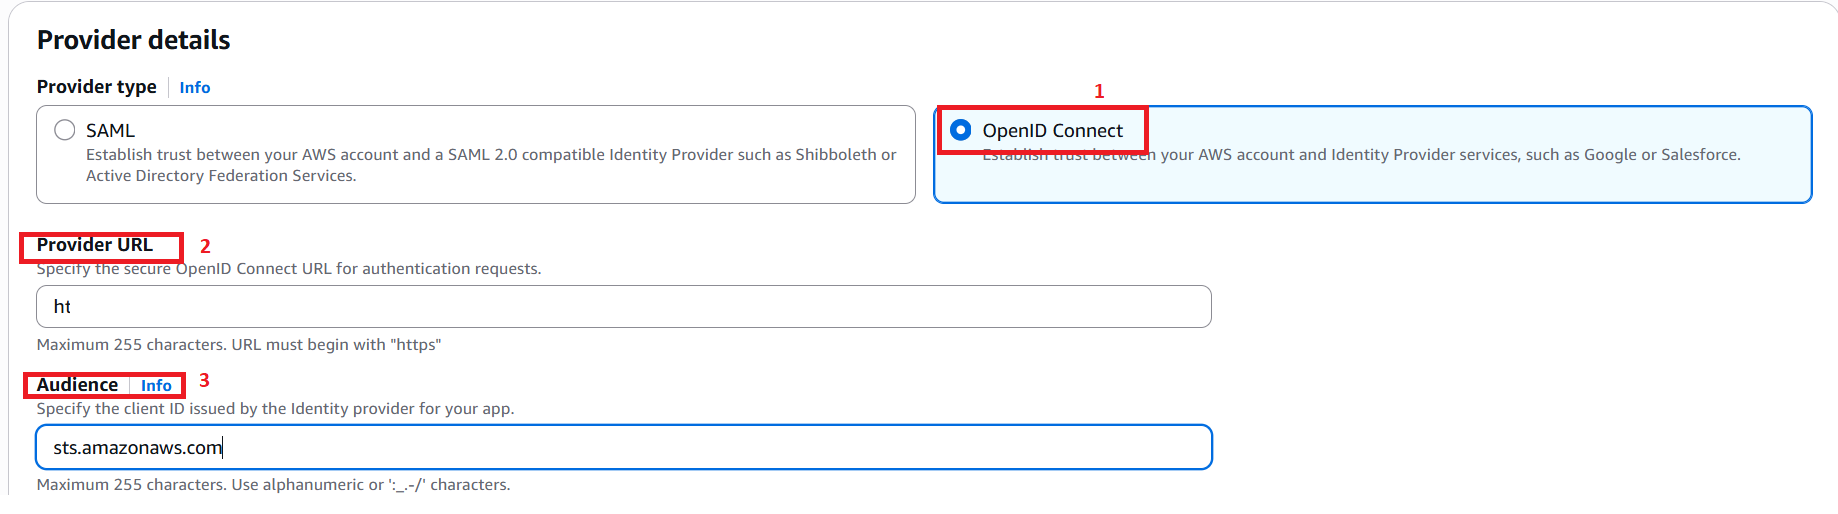 Provider details
Provider type Info
1
SAML
Establish trust between your AWS account and a SAML 2.0 compatible Identity Provider such as Shibboleth or
Active Directory Federation Services.
OpenID Connect
Establish trust between your AWS account and Identity Provider services, such as Google or Salesforce.
Provider URL 2
Specify the secure OpenID Connect URL for authentication requests.
ht
Maximum 255 characters. URL must begin with "https"
Audience Info 3
Specify the client ID issued by the Identity provider for your app.
sts.amazonaws.com
Maximum 255 characters. Use alphanumeric or ':_.-/' characters.